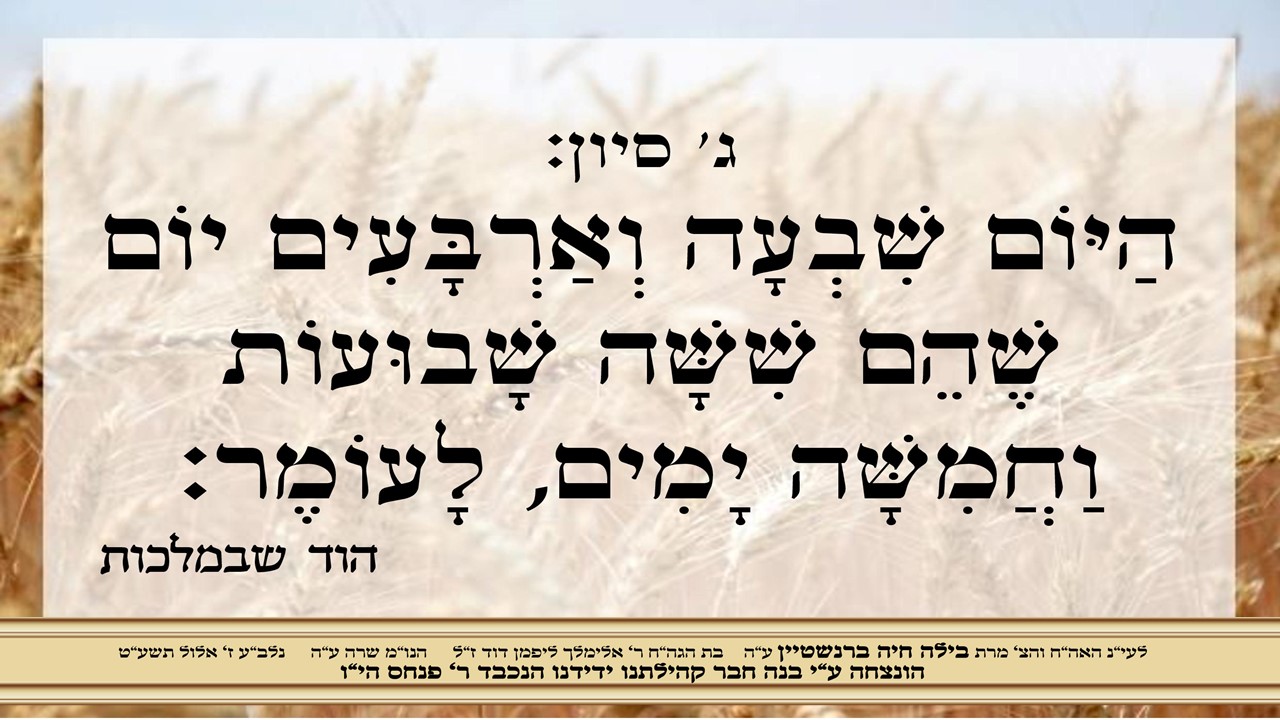 ג׳ סיון:
הַיּוֹם שִׁבְעָה וְאַרְבָּעִים יוֹם
שֶׁהֵם שִׁשָּׁה שָׁבוּעוֹת
וַחֲמִשָּׁה יָמִים, לָעוֹמֶר:
הוד שבמלכות
לעי״נ האה״ח והצ׳ מרת בילה חיה ברנשטיין ע״ה בת הגה״ח ר׳ אלימלך ליפמן דוד ז״ל הנו״מ שרה ע״ה נלב״ע ז׳ אלול תשע״ט
הונצחה ע״י בנה חבר קהילתנו ידידנו הנכבד ר׳ פנחס הי״ו